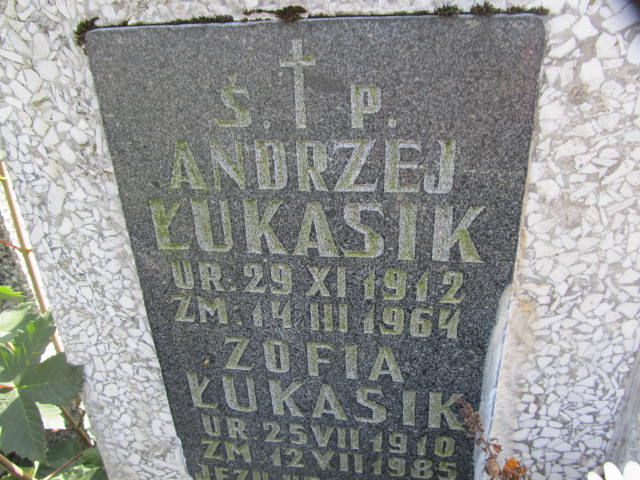 Ś. P.
ANDRZEJ
ŁUKASIK
UR. 29 XI 1912
ZM. 14 III 1964
ZOFIA
ŁUKASIK
UR. 25 VII 1910
ZM 12 VII 1985